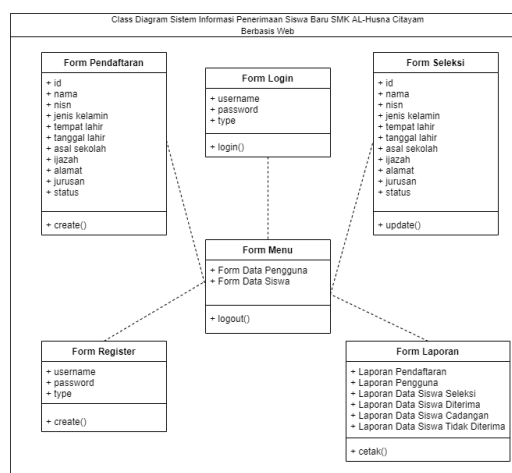 Class Diagram Sistem Informasi Penerimaan Siswa Baru SMK AL-Husna Citayam
Berbasis Web
Form Pendaftaran
+ id
+ nama
+ nisn
+ jenis kelamin
+ tempat lahir
+ tanggal lahir
+ asal sekolah
+ ijazah
+ alamat
+ jurusan
+ status
+ create()
Form Login
+ username
+ password
+ type
+ login()
Form Seleksi
+ id
+ nama
+ nisn
+ jenis kelamin
+ tempat lahir
+ tanggal lahir
+ asal sekolah
+ ijazah
+ alamat
+ jurusan
+ status
+ update()
Form Menu
+ Form Data Pengguna
+ Form Data Siswa
+ logout()
Form Register
+ username
+ password
+ type
+ create()
Form Laporan
+ Laporan Pendaftaran
+ Laporan Pengguna
+ Laporan Data Siswa Seleksi
+ Laporan Data Siswa Diterima
+ Laporan Data Siswa Cadangan
+ Laporan Data Siswa Tidak Diterima
+ cetak()